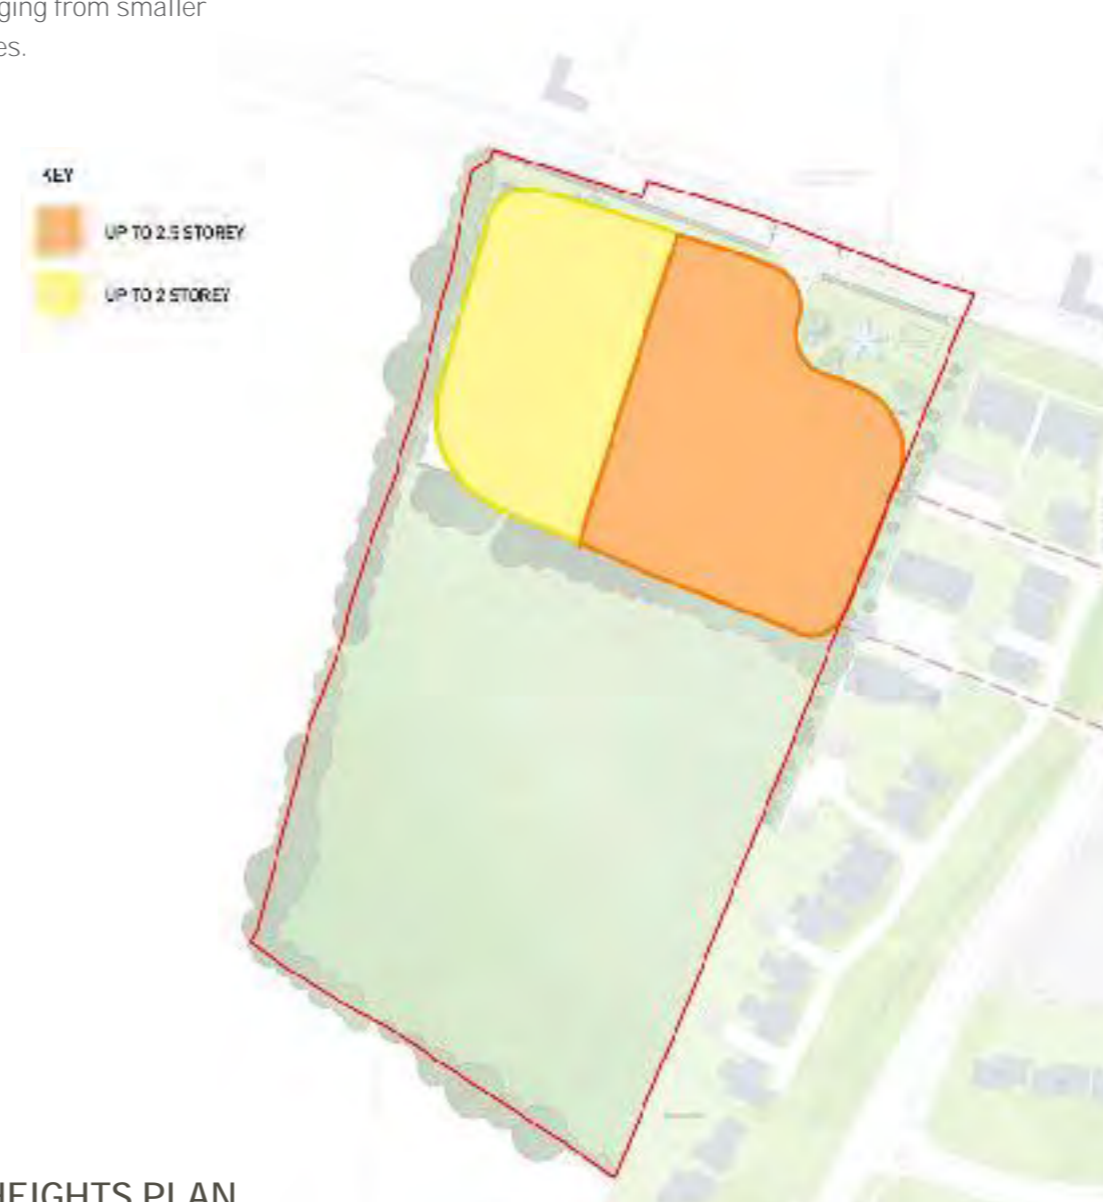 ging from smaller
es.
KEY
UP TO 2.5 STOREY
UP TO 2 STOREY
HEIGHTS PLAN